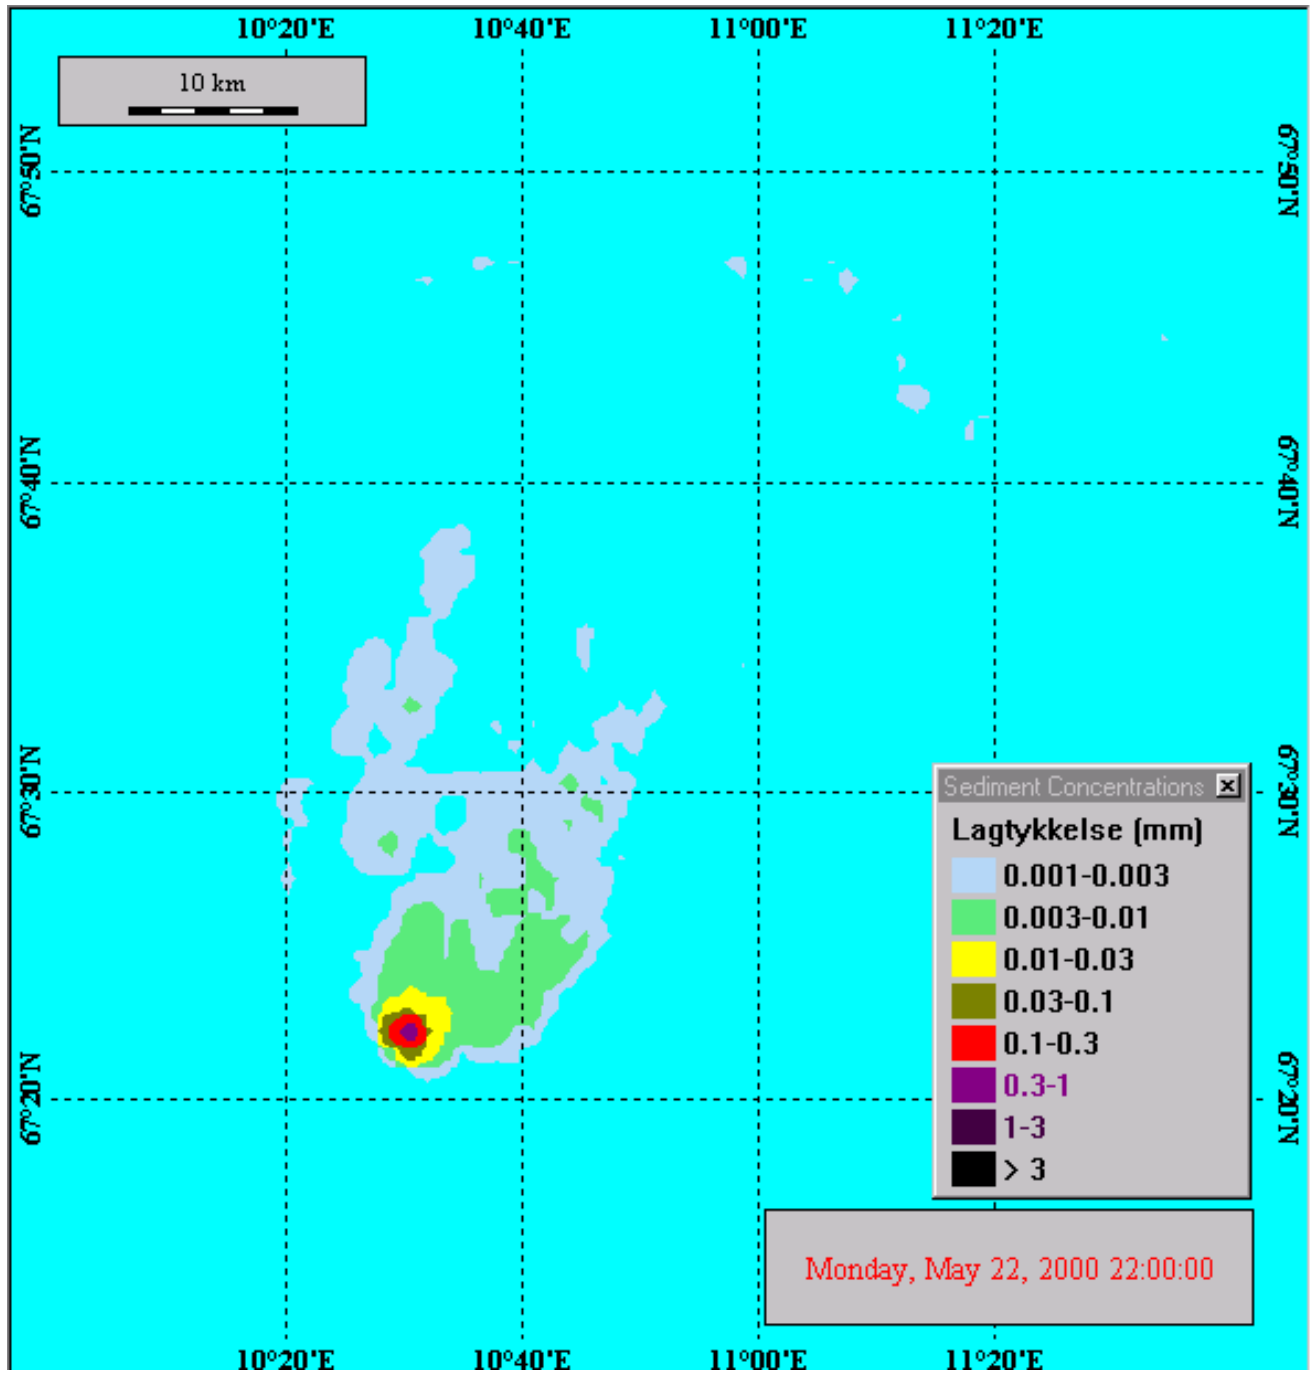 10°20'E 10°40'E 11°00'E 11°20'E
10 km
67°50'N 67°50'N
67°40'N 67°40'N
67°30'N 67°30'N
Sediment Concentrations
Lagtykkelse (mm)
0.001-0.003
0.003-0.01
0.01-0.03
0.03-0.1
0.1-0.3
0.3-1
1-3
> 3
67°20'N 67°20'N
Monday, May 22, 2000 22:00:00
10°20'E 10°40'E 11°00'E 11°20'E